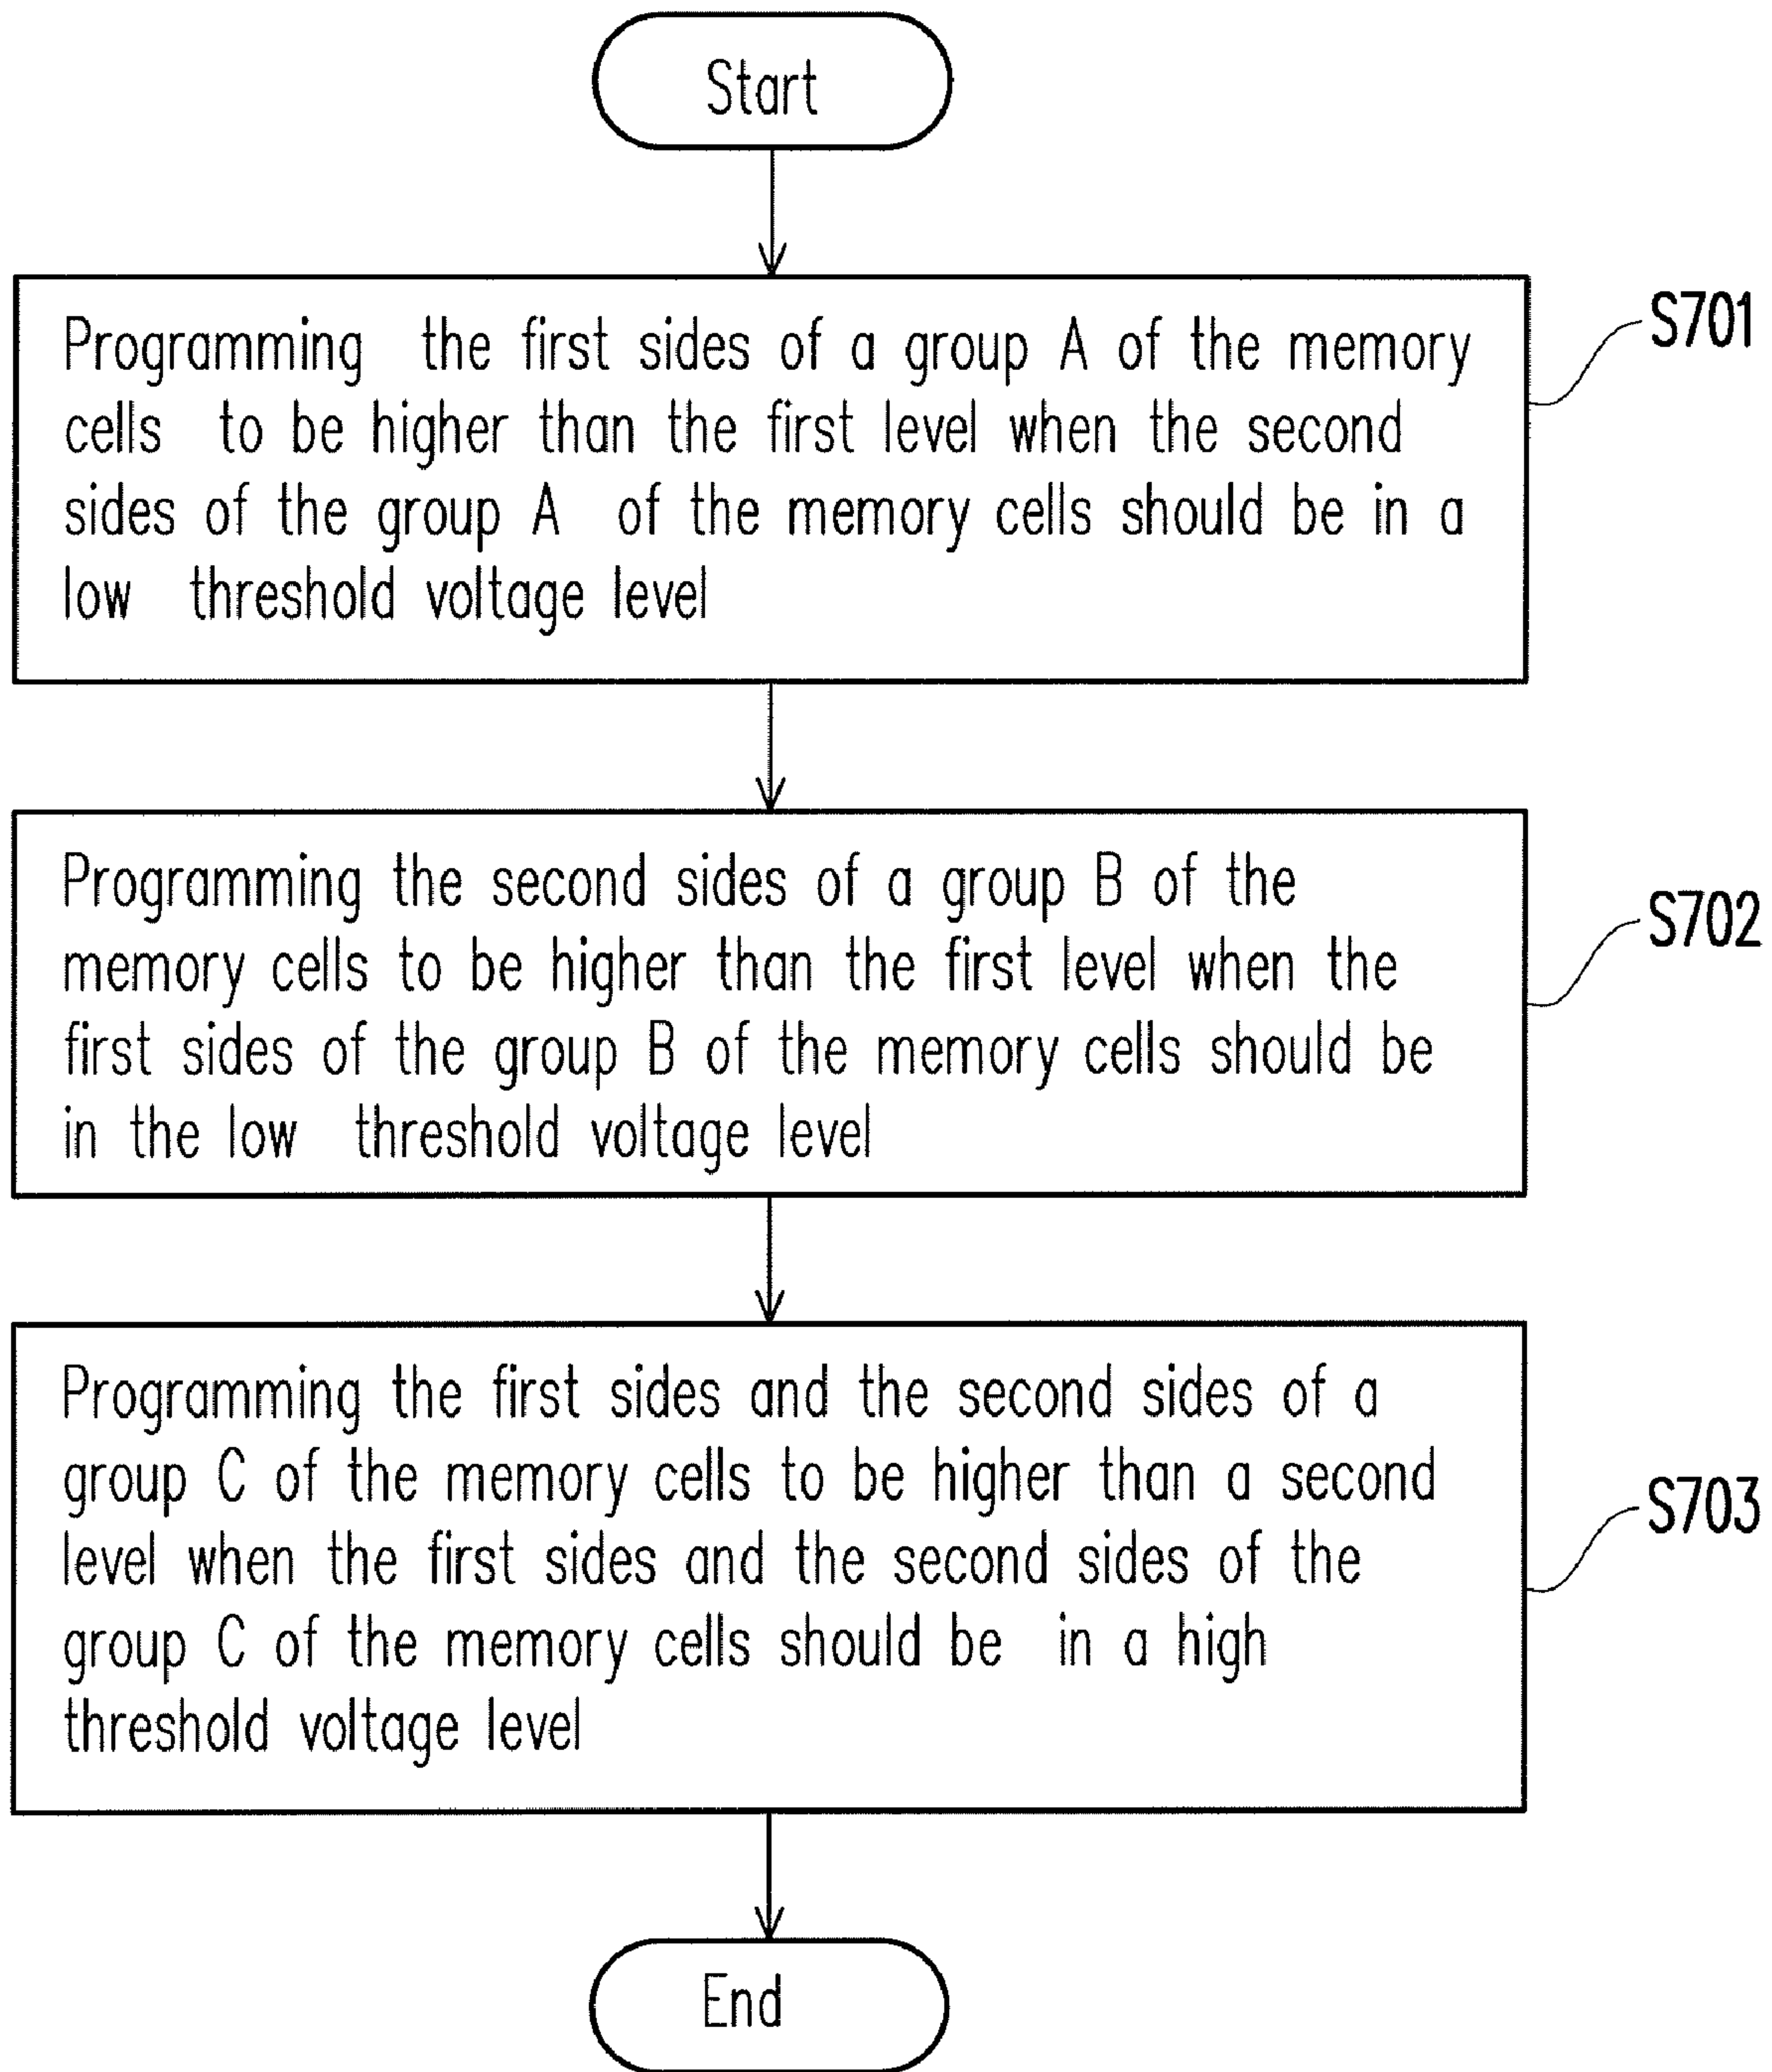 Start
Programming the first sides of a group A of the memory
cells to be higher than the first level when the second
sides of the group A of the memory cells should be in a
low threshold voltage level
S701
Programming the second sides of a group B of the
memory cells to be higher than the first level when the
first sides of the group B of the memory cells should be
in the low threshold voltage level
S702
Programming the first sides and the second sides of a
group C of the memory cells to be higher than a second
level when the first sides and the second sides of the
group C of the memory cells should be in a high
threshold voltage level
S703
End